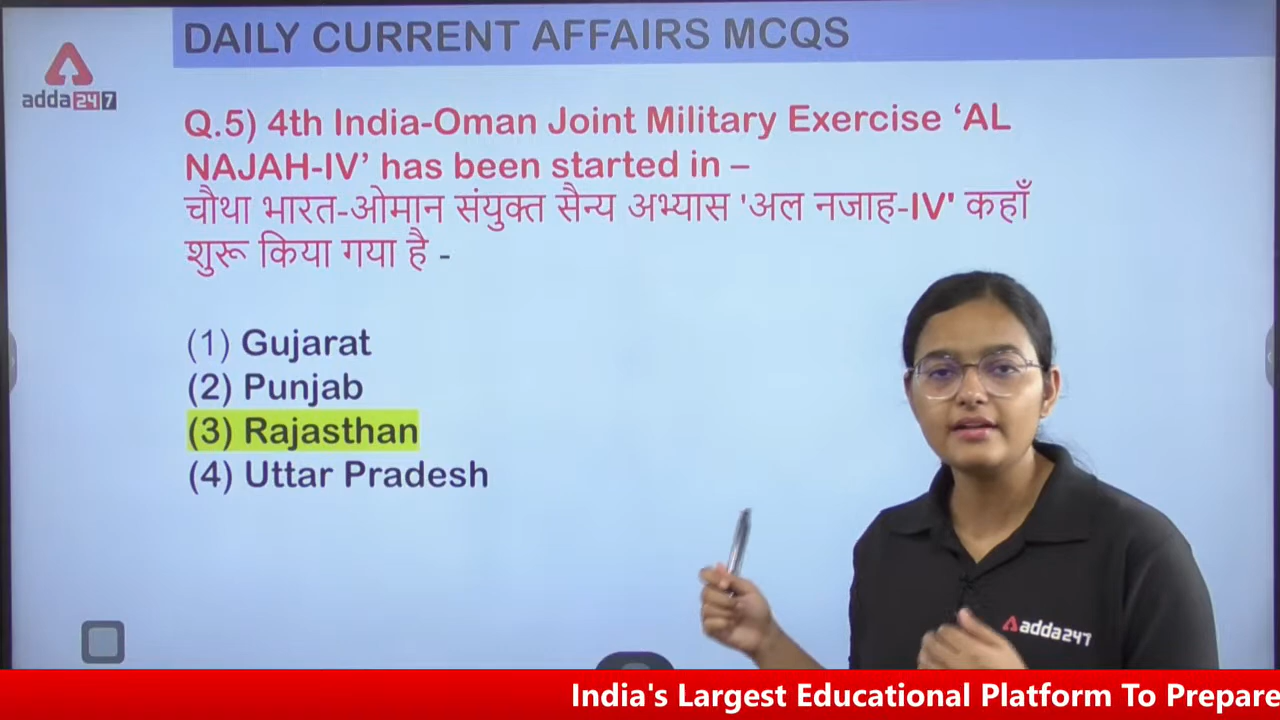 DAILY CURRENT AFFAIRS MCQS
adda247
Q.5) 4th India-Oman Joint Military Exercise ‘AL
NAJAH-IV’ has been started in –
चौथा भारत-ओमान संयुक्त सैन्य अभ्यास 'अल नजाह-IV' कहाँ
शुरू किया गया है -
(1) Gujarat
(2) Punjab
(3) Rajasthan
(4) Uttar Pradesh
adda247
India's Largest Educational Platform To Prepare